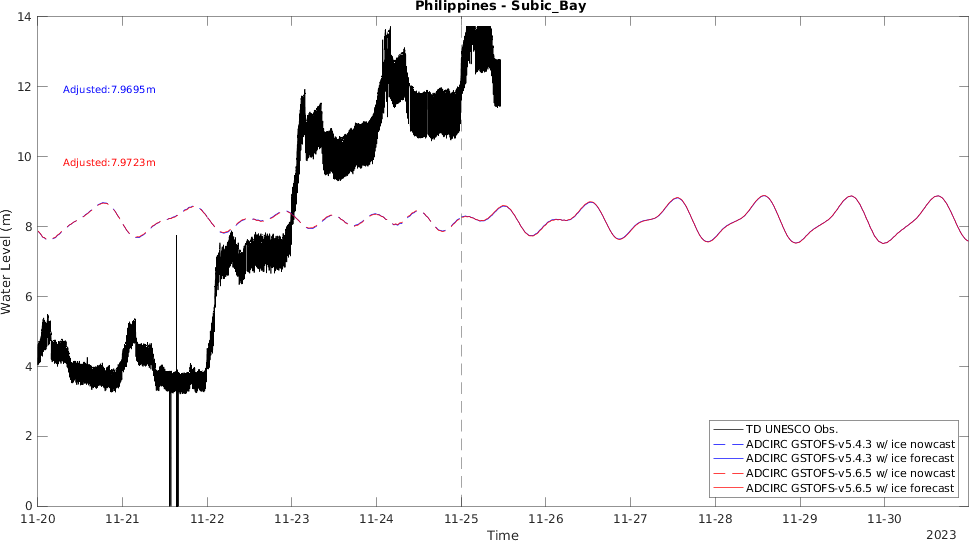 Philippines - Subic_Bay
14
12
10
8
6
4
2
0
Water Level (m)
Adjusted:7.9695m
Adjusted:7.9723m
TD UNESCO Obs.
ADCIRC GSTOFS-v5.4.3 w/ ice nowcast
ADCIRC GSTOFS-v5.4.3 w/ ice forecast
ADCIRC GSTOFS-v5.6.5 w/ ice nowcast
ADCIRC GSTOFS-v5.6.5 w/ ice forecast
11-20 11-21 11-22 11-23 11-24 11-25 11-26 11-27 11-28 11-29 11-30
Time
2023